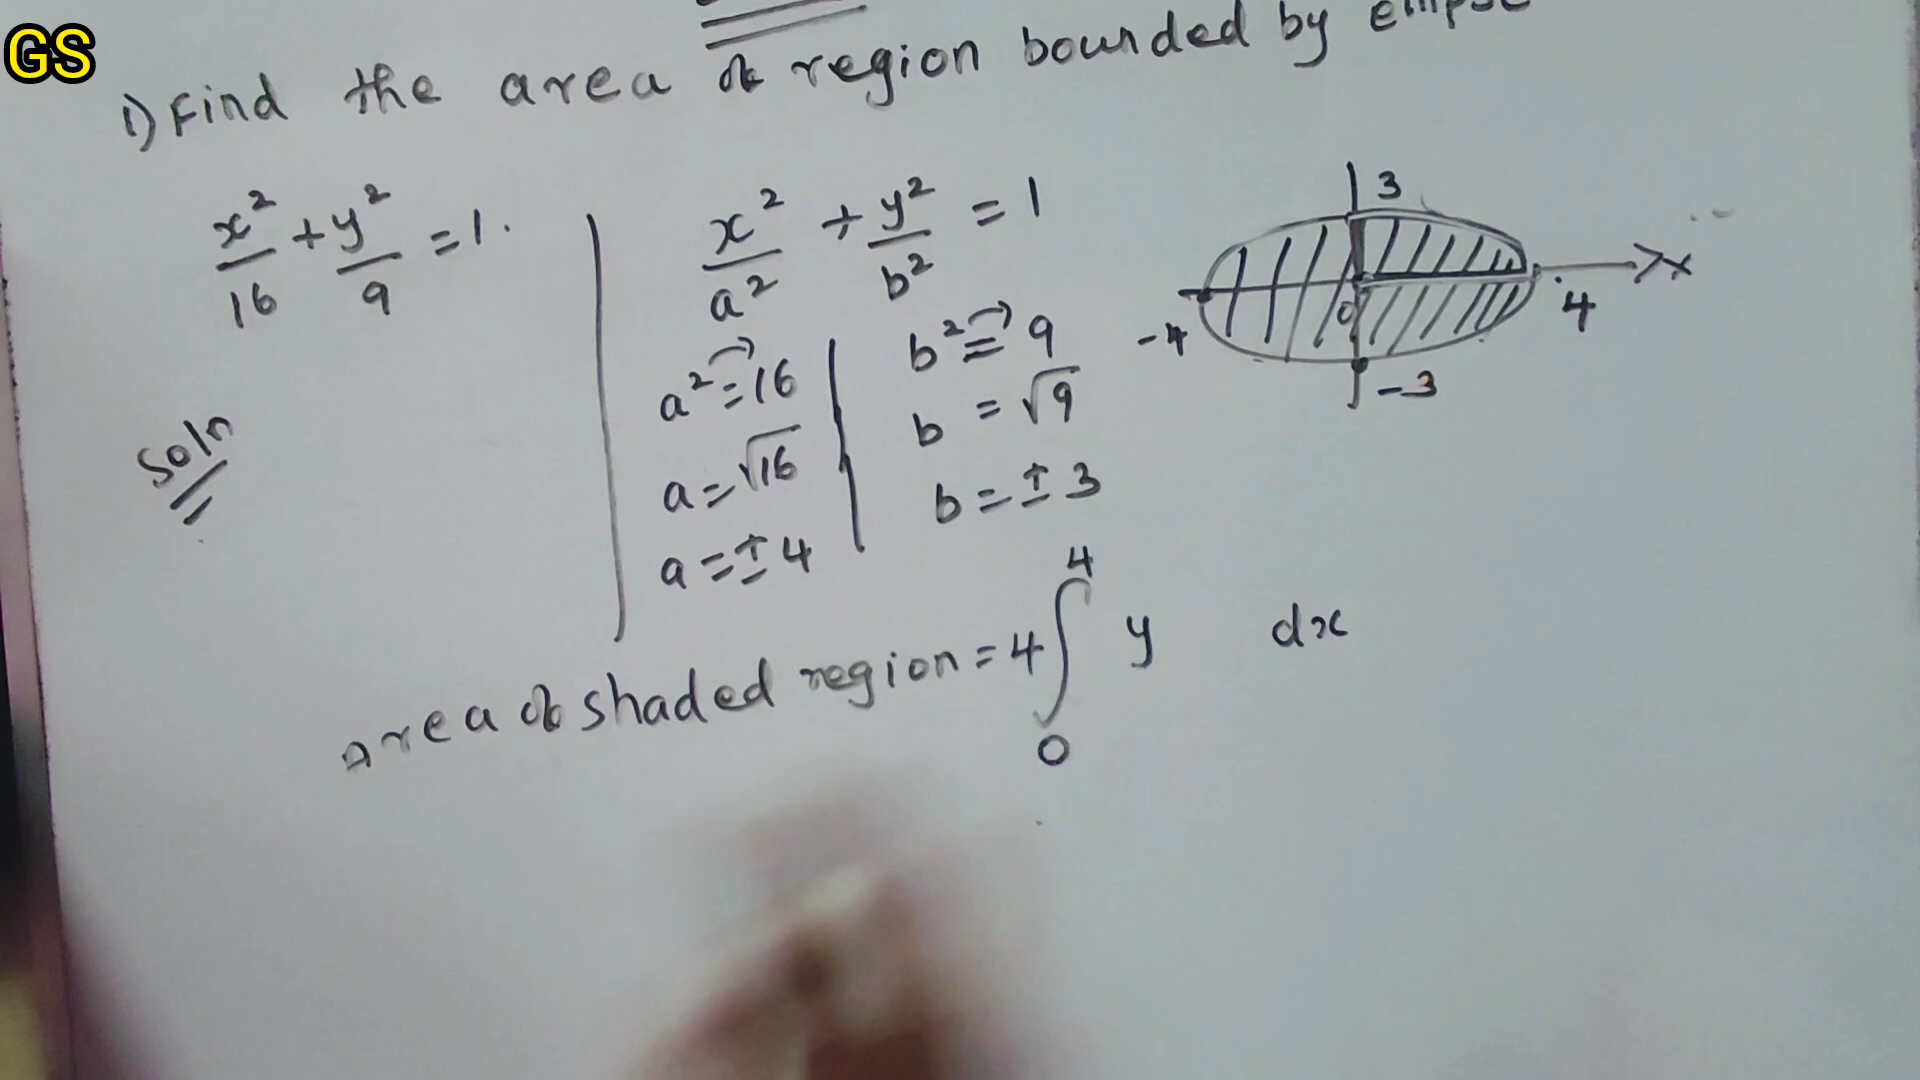 GS
1) Find the area of region bounded by ellipse
x²/16 + y²/9 = 1.
x²/a² + y²/b² = 1
a² = 16
a = √16
a = ± 4
b² = 9
b = √9
b = ± 3
3
x
4
0
-4
-3
Soln
Area of shaded region = 4 ∫₀⁴ y dx